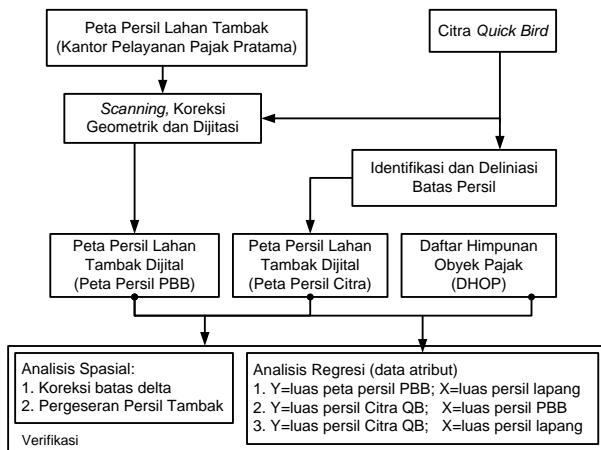 Peta Persil Lahan Tambak
(Kantor Pelayanan Pajak Pratama)
Citra Quick Bird
Scanning, Koreksi
Geometrik dan Dijitasi
Identifikasi dan Deliniasi
Batas Persil
Peta Persil Lahan
Tambak Dijital
(Peta Persil PBB)
Peta Persil Lahan
Tambak Dijital
(Peta Persil Citra)
Daftar Himpunan
Obyek Pajak
(DHOP)
Analisis Spasial:
1. Koreksi batas delta
2. Pergeseran Persil Tambak
Analisis Regresi (data atribut)
1. Y=luas peta persil PBB; X=luas persil lapang
2. Y=luas persil Citra QB; X=luas persil PBB
3. Y=luas persil Citra QB; X=luas persil lapang
Verifikasi